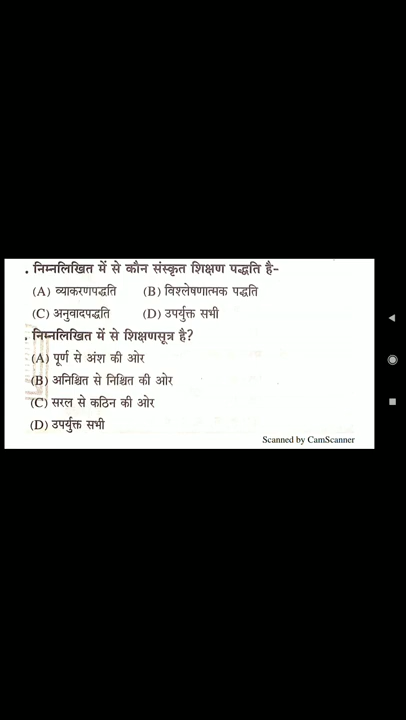 . निम्नलिखित में से कौन संस्कृत शिक्षण पद्धति है-
(A) व्याकरणपद्धति (B) विश्लेषणात्मक पद्धति
(C) अनुवादपद्धति (D) उपर्युक्त सभी
. निम्नलिखित में से शिक्षणसूत्र है?
(A) पूर्ण से अंश की ओर
(B) अनिश्चित से निश्चित की ओर
(C) सरल से कठिन की ओर
(D) उपर्युक्त सभी
Scanned by CamScanner